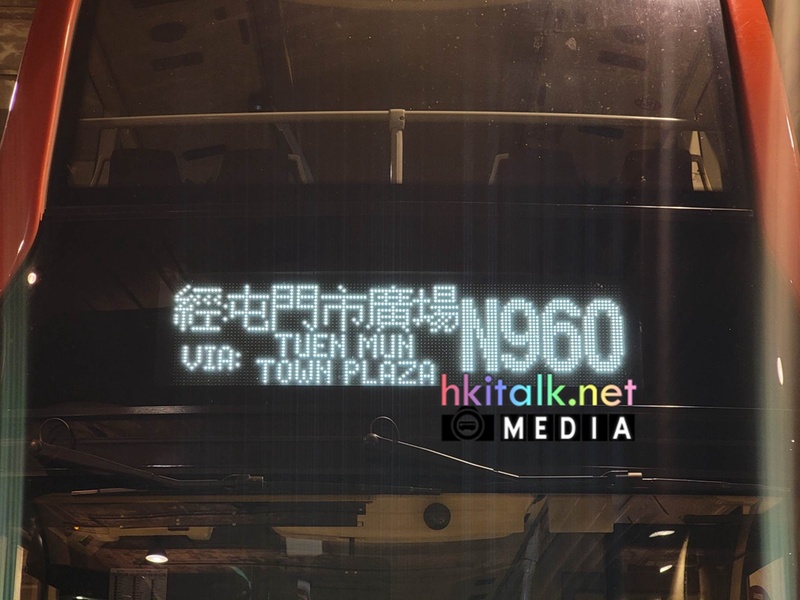 經屯門市廣場 N960
VIA: TUEN MUN
TOWN PLAZA
hkitalk.net
MEDIA